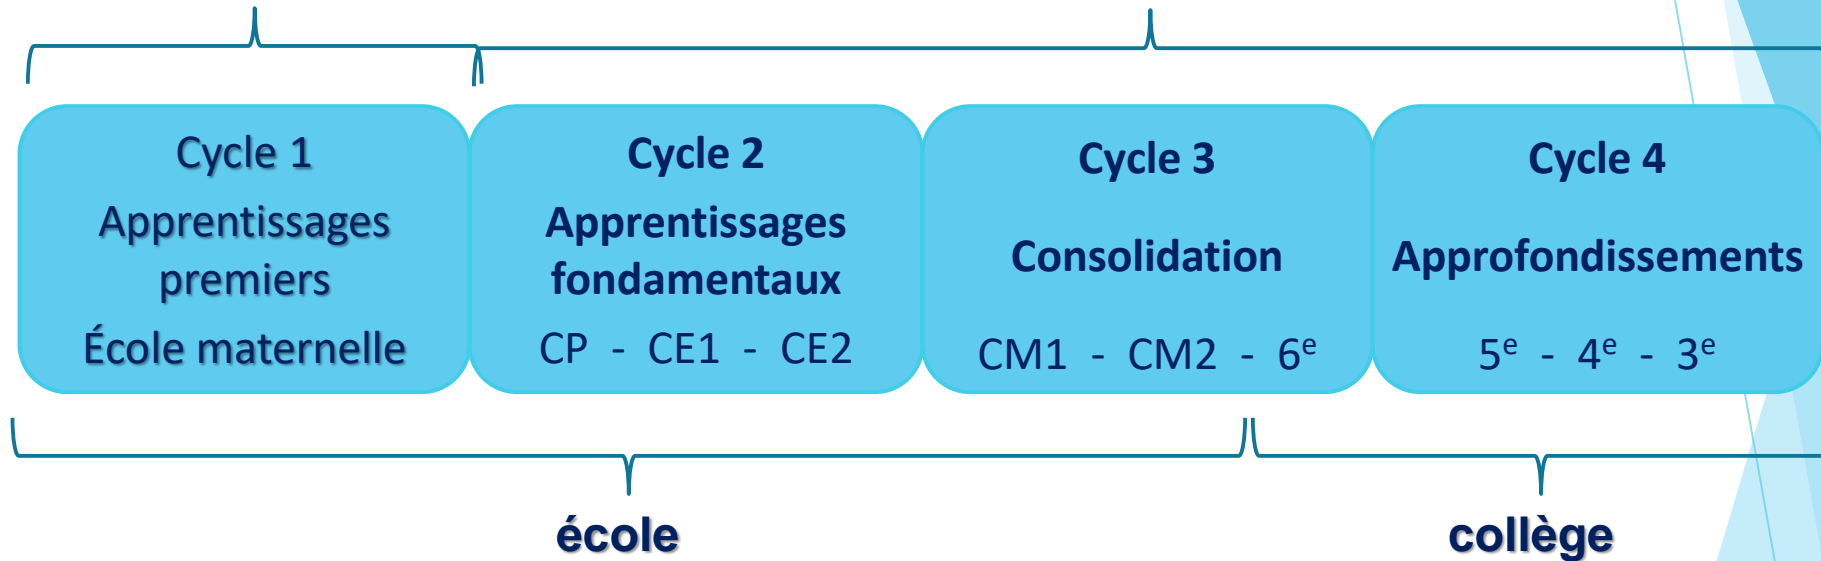 Cycle 1
Apprentissages
premiers
École maternelle
Cycle 2
Apprentissages
fondamentaux
CP - CE1 - CE2
Cycle 3
Consolidation
CM1 - CM2 - 6e
Cycle 4
Approfondissements
5e - 4e - 3e
école
collège